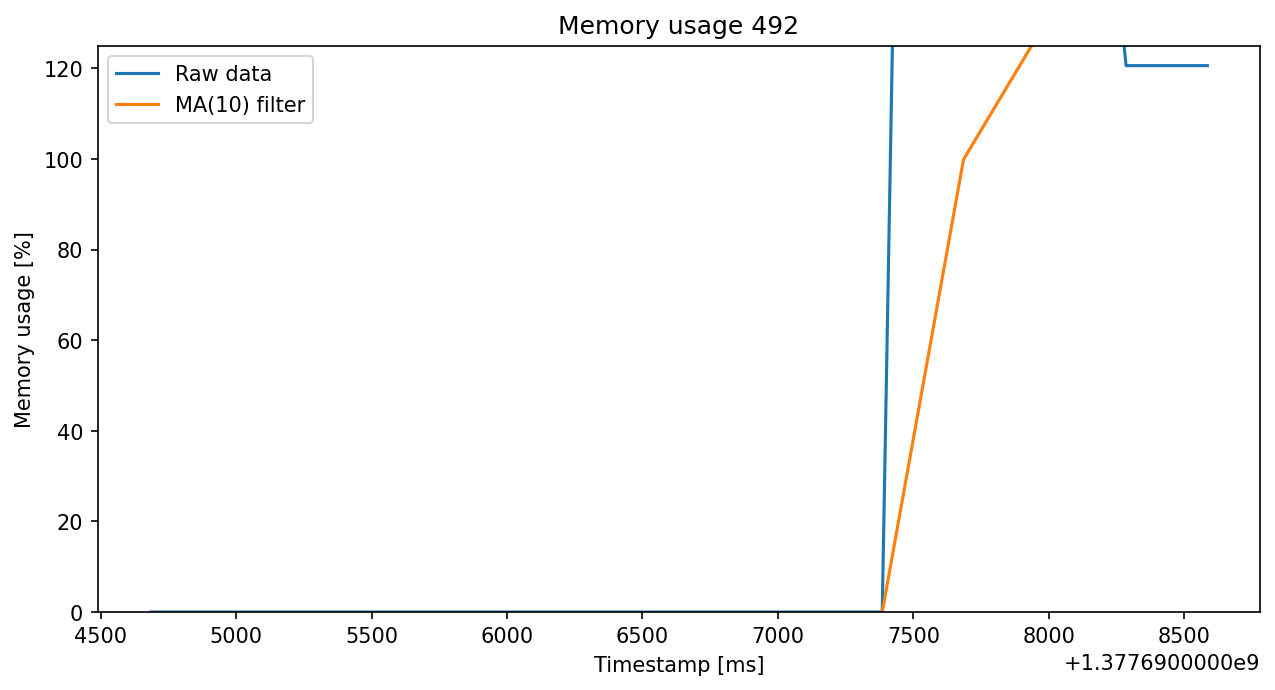 Memory usage 492
Raw data
MA(10) filter
Memory usage [%]
120
100
80
60
40
20
0
4500 5000 5500 6000 6500 7000 7500 8000 8500
Timestamp [ms]
+1.3776900000e9